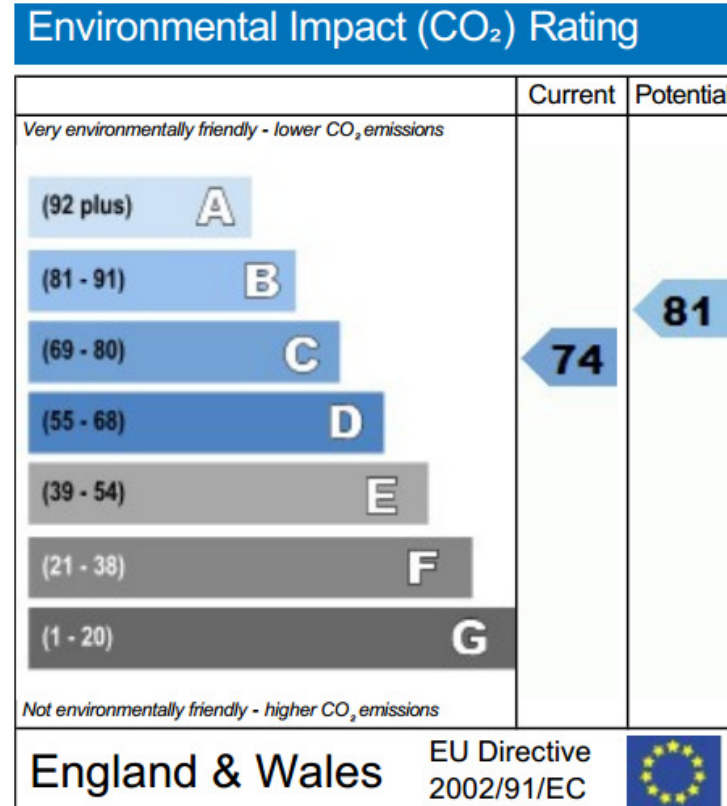 Environmental Impact (CO₂) Rating
Current Potential
Very environmentally friendly - lower CO₂ emissions
(92 plus) A
(81 - 91) B
81
(69 - 80) C
74
(55 - 68) D
(39 - 54) E
(21 - 38) F
(1 - 20) G
Not environmentally friendly - higher CO₂ emissions
England & Wales
EU Directive
2002/91/EC